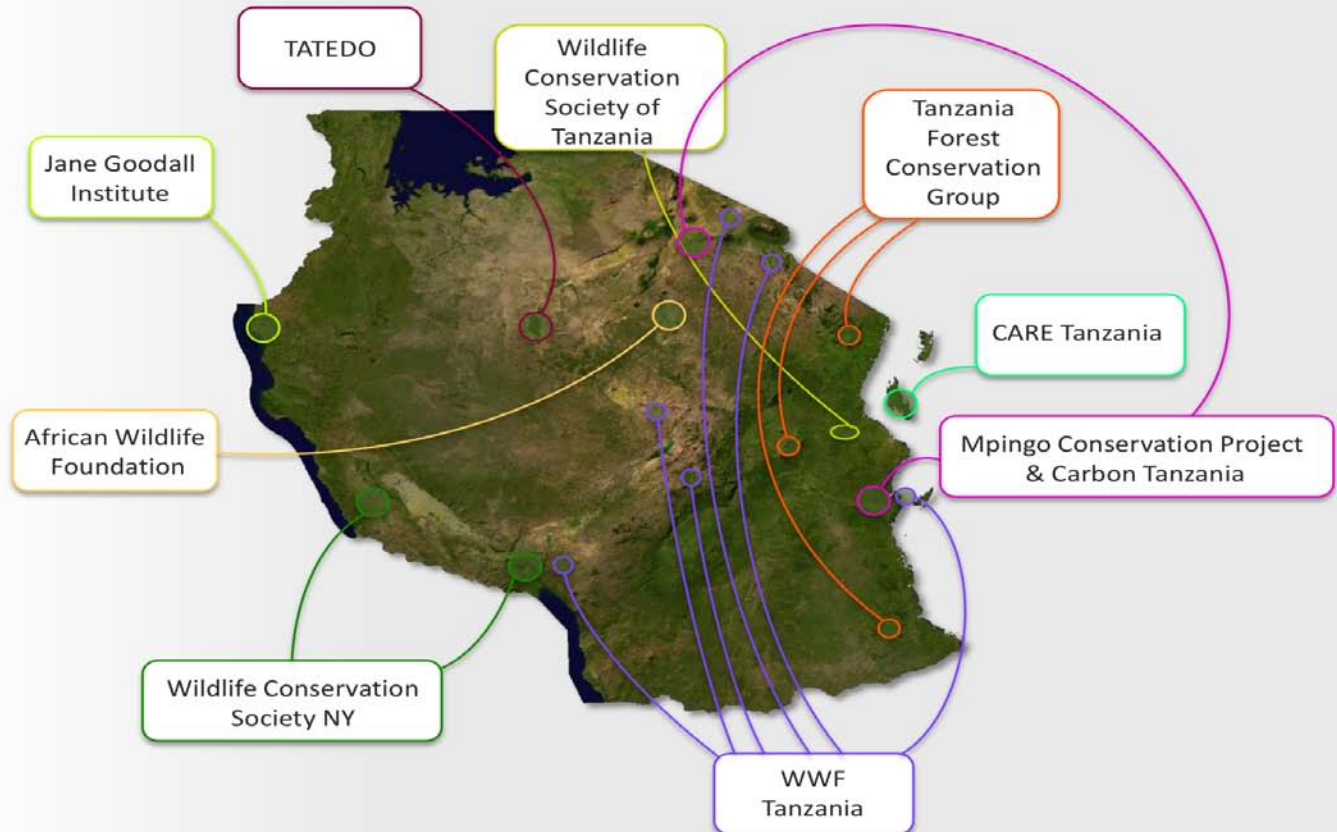 TATEDO
Wildlife
Conservation
Society of
Tanzania
Tanzania
Forest
Conservation
Group
Jane Goodall
Institute
CARE Tanzania
African Wildlife
Foundation
Mpingo Conservation Project
& Carbon Tanzania
Wildlife Conservation
Society NY
WWF
Tanzania